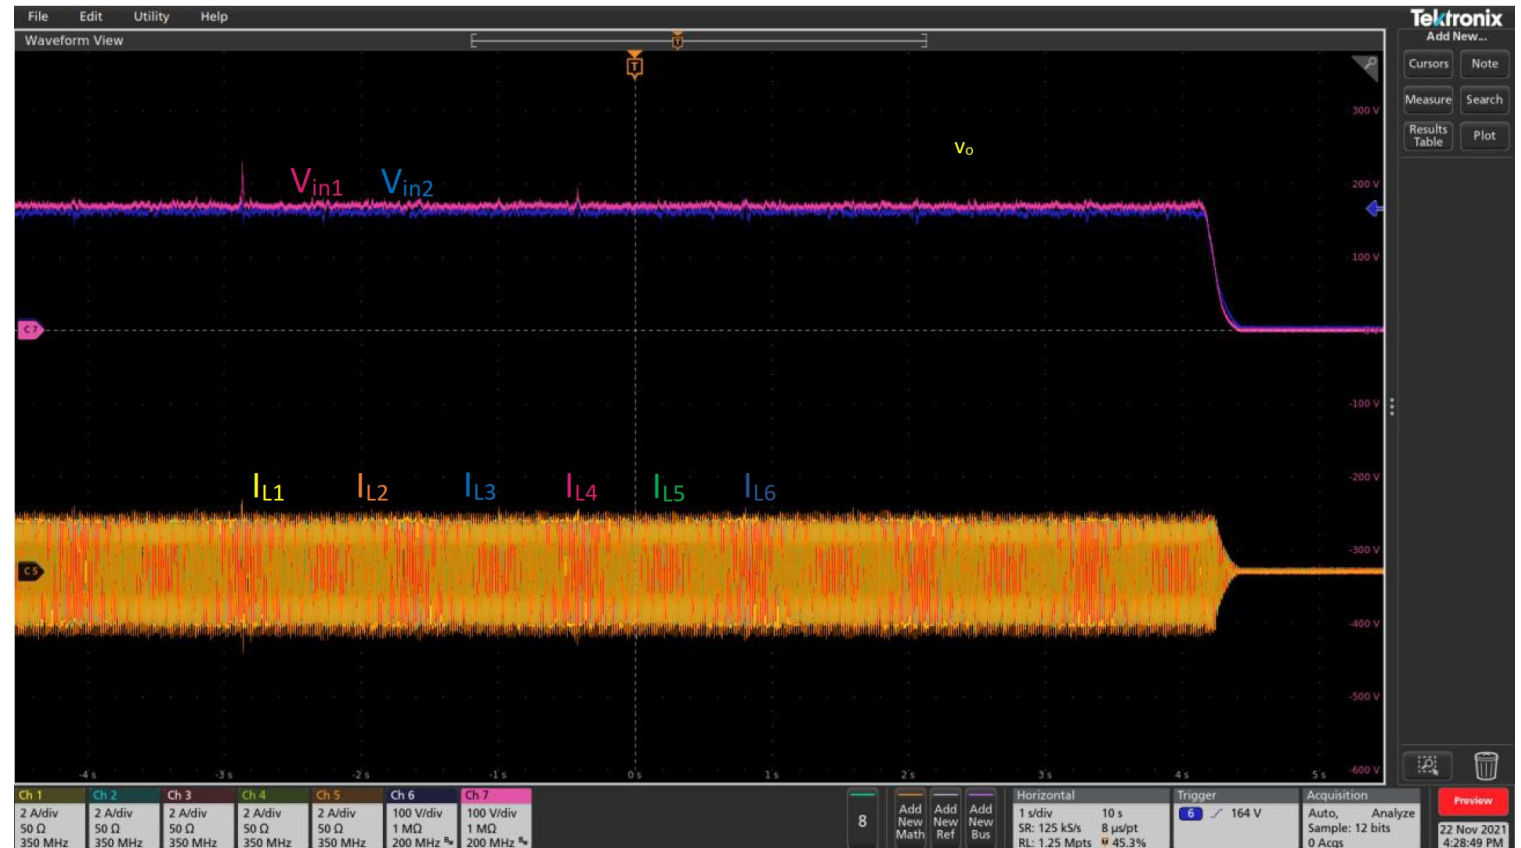 File Edit Utility Help
Tektronix
Waveform View
Add New...
Cursors Note
Measure Search
Results Table Plot
T
T
300 V
vo
Vin1 Vin2
200 V
100 V
C 7
-100 V
-200 V
IL1 IL2 IL3 IL4 IL5 IL6
-300 V
C 5
-400 V
-500 V
-600 V
-4 s -3 s -2 s -1 s 0 s 1 s 2 s 3 s 4 s 5 s
Ch 1 Ch 2 Ch 3 Ch 4 Ch 5 Ch 6 Ch 7
2 A/div 2 A/div 2 A/div 2 A/div 2 A/div 100 V/div 100 V/div
50 Ω 50 Ω 50 Ω 50 Ω 50 Ω 1 MΩ 1 MΩ
350 MHz 350 MHz 350 MHz 350 MHz 350 MHz 200 MHz 200 MHz
8
Add New Math
Add New Ref
Add New Bus
Horizontal
1 s/div 10 s
SR: 125 kS/s 8 µs/pt
RL: 1.25 Mpts 45.3%
Trigger
6 164 V
Acquisition
Auto, Analyze
Sample: 12 bits
0 Acqs
Preview
22 Nov 2021
4:28:49 PM